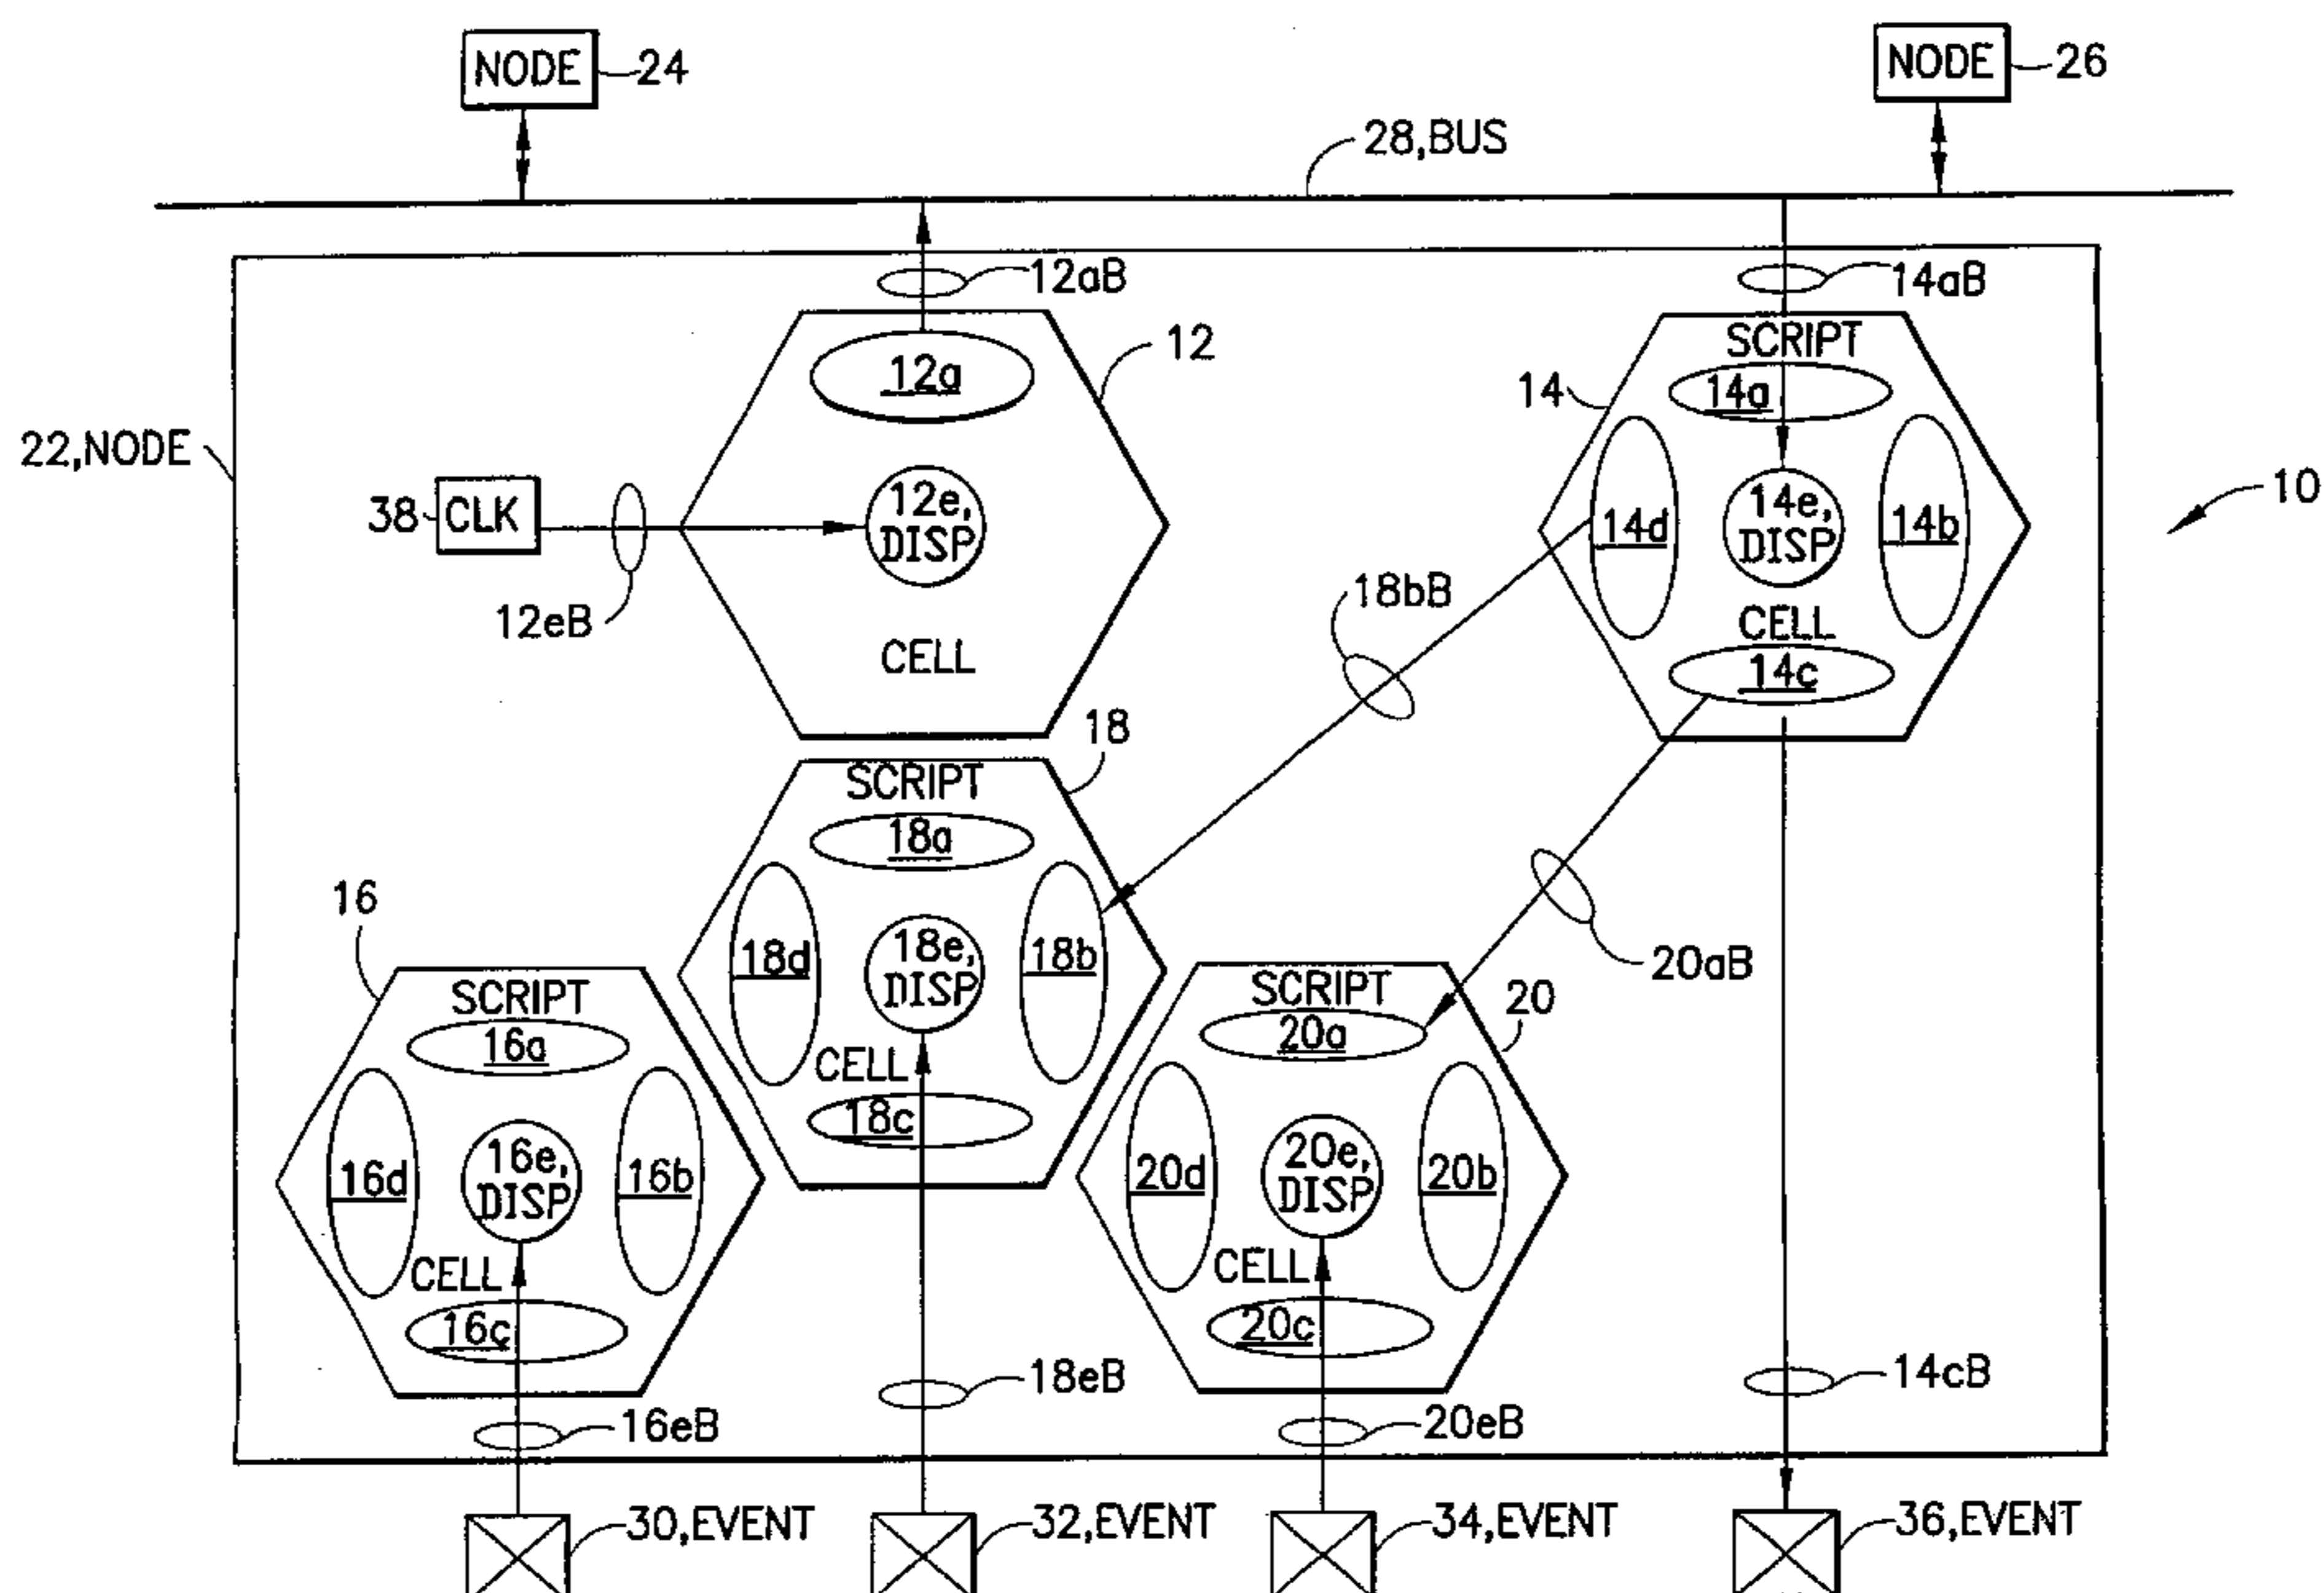 NODE 24
NODE 26
28,BUS
12aB
14aB
12
SCRIPT
12a
14
14a
22,NODE
38 CLK
12e,
DISP
14d
14e,
DISP
14b
10
12eB
18bB
CELL
CELL
14c
18
SCRIPT
18a
16
18d
18e,
DISP
18b
20aB
SCRIPT
SCRIPT
20
16a
20a
CELL
18c
16d
16e,
DISP
16b
20d
20e,
DISP
20b
CELL
CELL
16c
20c
18eB
14cB
16eB
20eB
30,EVENT
32,EVENT
34,EVENT
36,EVENT